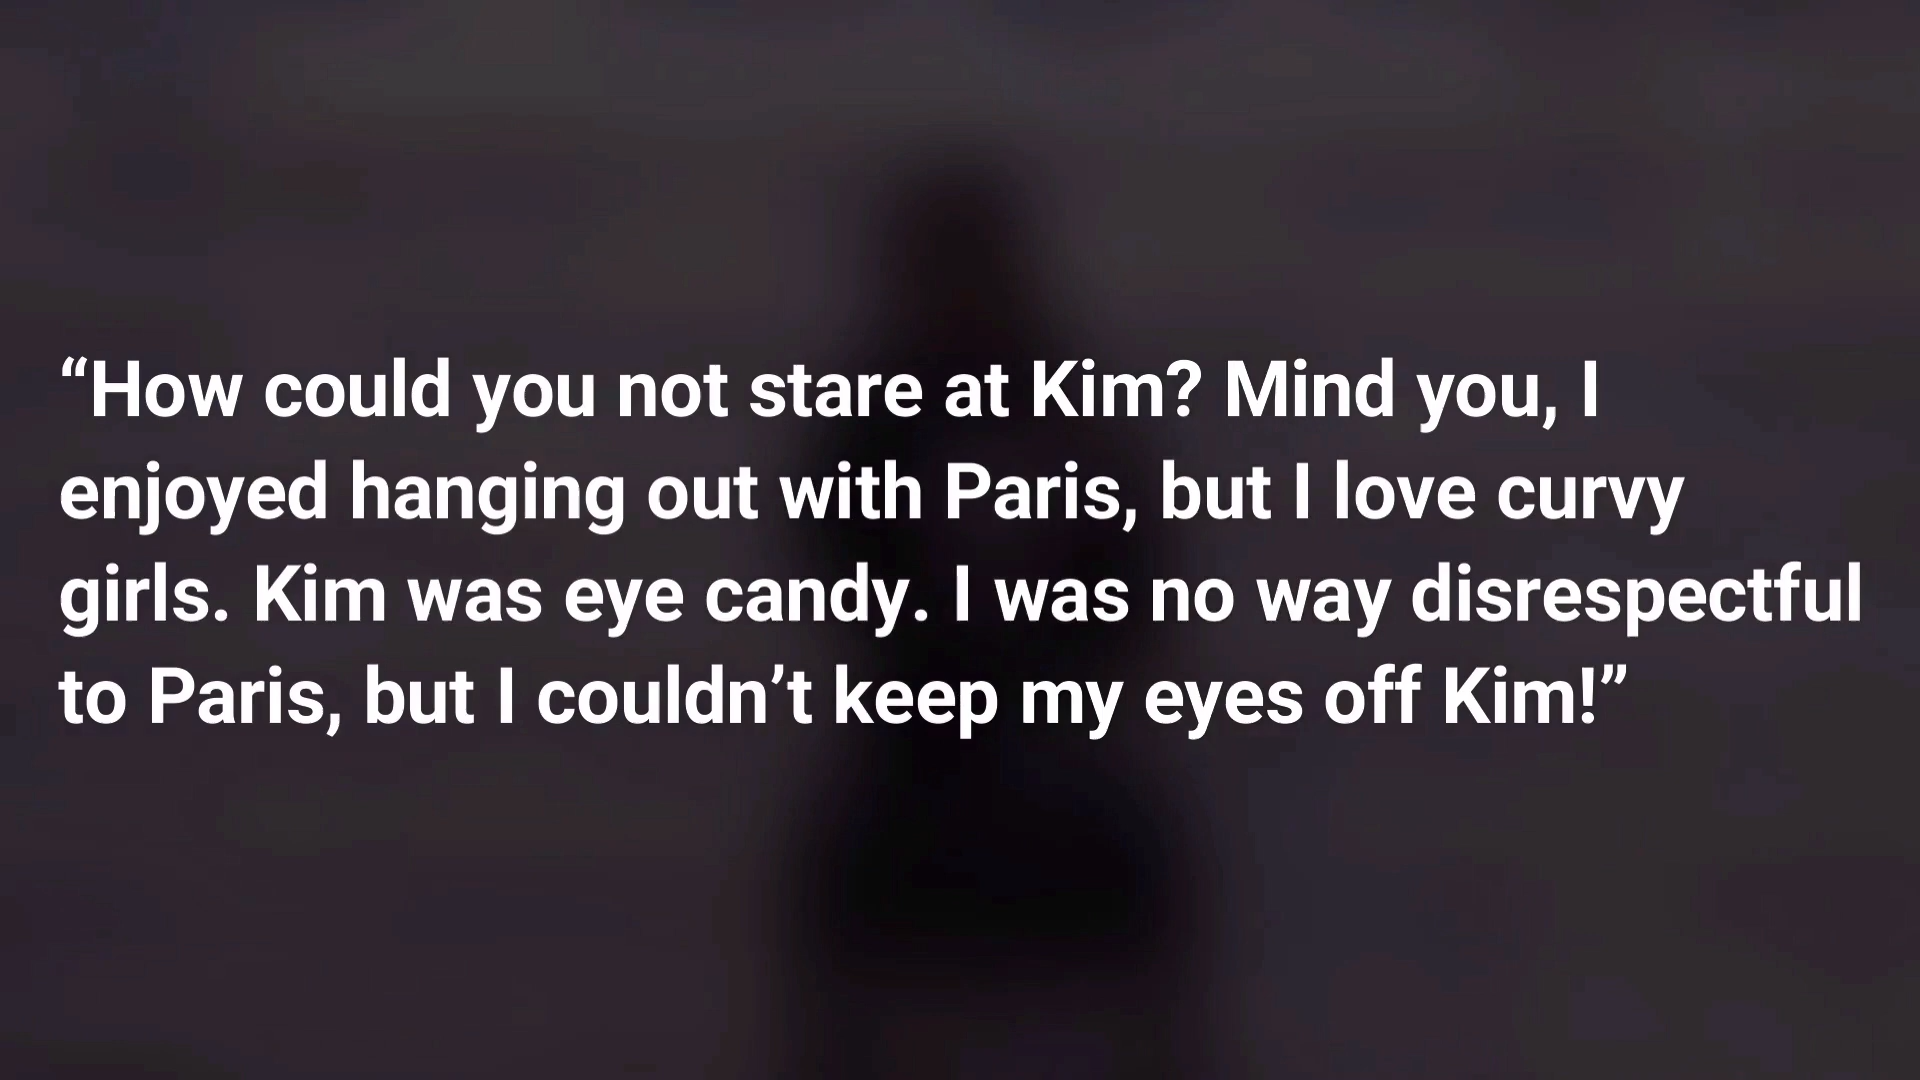 “How could you not stare at Kim? Mind you, I
enjoyed hanging out with Paris, but I love curvy
girls. Kim was eye candy. I was no way disrespectful
to Paris, but I couldn’t keep my eyes off Kim!”